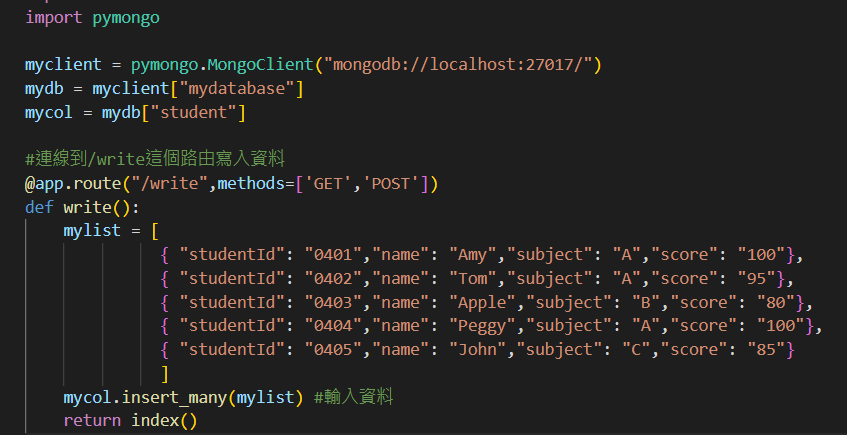 import pymongo
myclient = pymongo.MongoClient("mongodb://localhost:27017/")
mydb = myclient["mydatabase"]
mycol = mydb["student"]
#連線到/write這個路由寫入資料
@app.route("/write",methods=['GET','POST'])
def write():
mylist = [
{ "studentId": "0401","name": "Amy","subject": "A","score": "100"},
{ "studentId": "0402","name": "Tom","subject": "A","score": "95"},
{ "studentId": "0403","name": "Apple","subject": "B","score": "80"},
{ "studentId": "0404","name": "Peggy","subject": "A","score": "100"},
{ "studentId": "0405","name": "John","subject": "C","score": "85"}
]
mycol.insert_many(mylist) #輸入資料
return index()